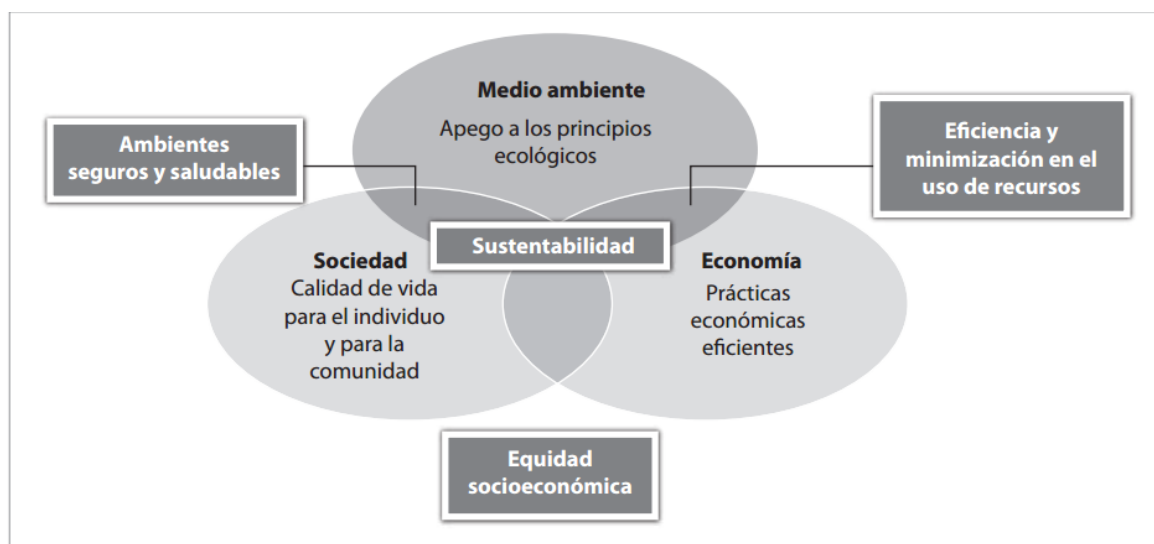 Medio ambiente
Apego a los principios
ecológicos
Ambientes
seguros y saludables
Eficiencia y
minimización en el
uso de recursos
Sustentabilidad
Sociedad
Calidad de vida
para el individuo
y para la
comunidad
Economía
Prácticas
económicas
eficientes
Equidad
socioeconómica